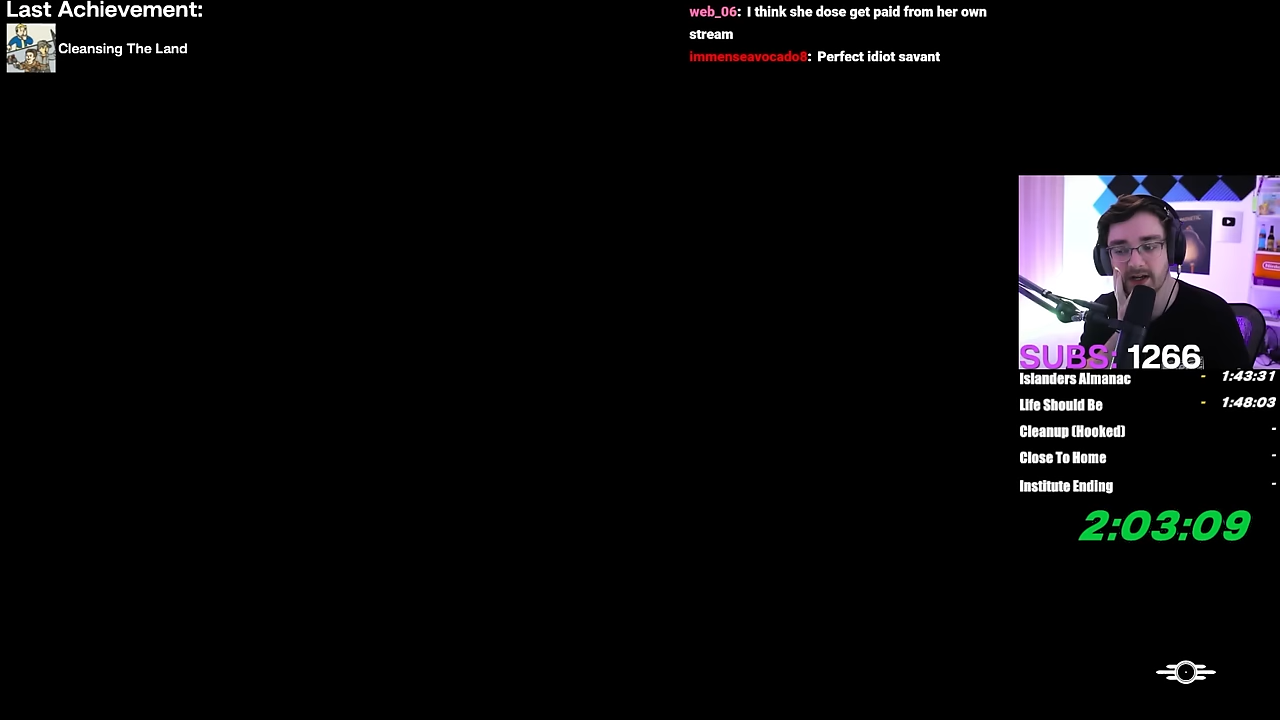 Last Achievement:
Cleansing The Land
web_06: I think she dose get paid from her own
stream
immenseavocado8: Perfect idiot savant
SUBS: 1266
Islanders Almanac - 1:43:31
Life Should Be - 1:48:03
Cleanup (Hooked) -
Close To Home -
Institute Ending -
2:03:09